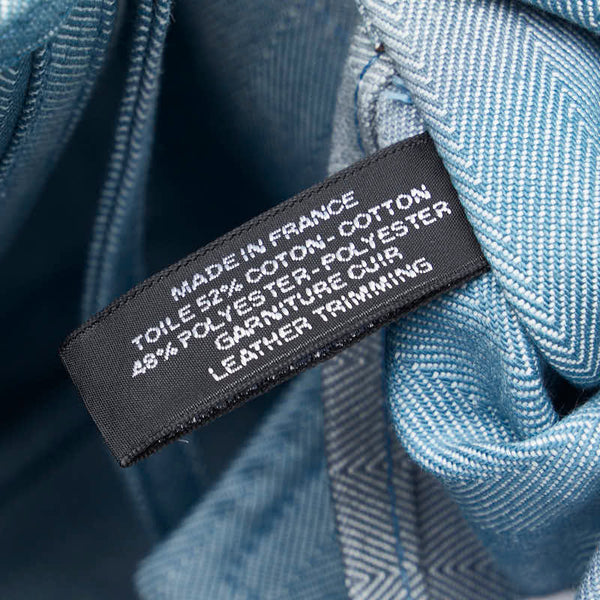 MADE IN FRANCE
TOILE 52% COTON-COTTON
48% POLYESTER-POLYESTER
GARNITURE CUIR
LEATHER TRIMMING